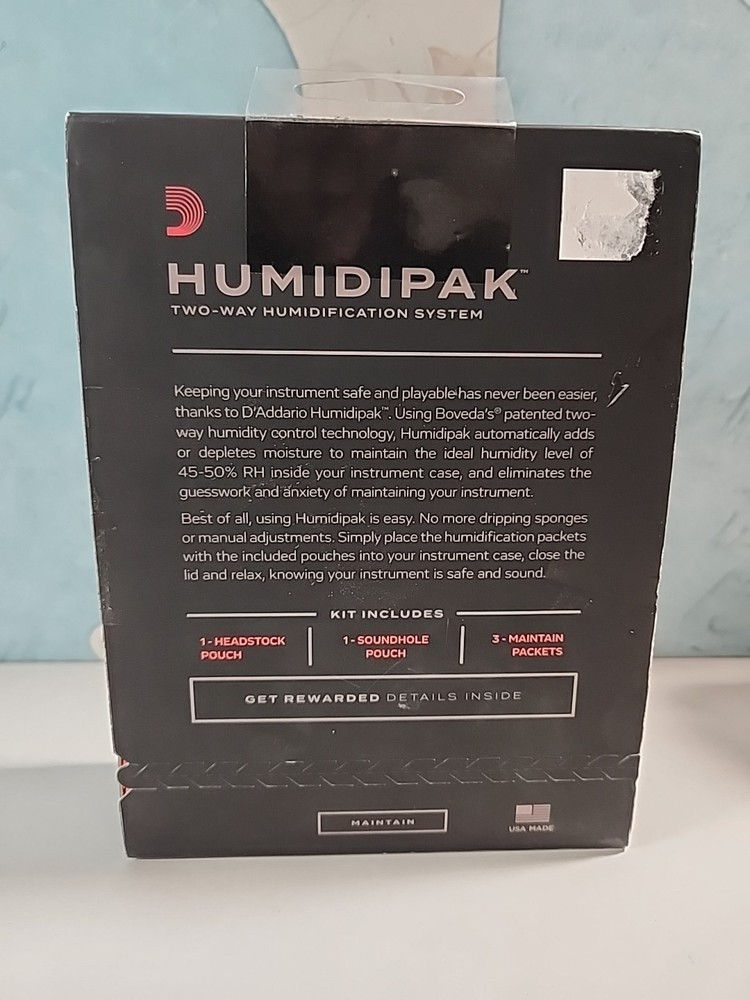 HUMIDIPAK™
TWO-WAY HUMIDIFICATION SYSTEM
Keeping your instrument safe and playable has never been easier,
thanks to D'Addario Humidipak™. Using Boveda's® patented two-
way humidity control technology, Humidipak automatically adds
or depletes moisture to maintain the ideal humidity level of
45-50% RH inside your instrument case, and eliminates the
guesswork and anxiety of maintaining your instrument.
Best of all, using Humidipak is easy. No more dripping sponges
or manual adjustments. Simply place the humidification packets
with the included pouches into your instrument case, close the
lid and relax, knowing your instrument is safe and sound.
KIT INCLUDES
1 - HEADSTOCK
POUCH
1 - SOUNDHOLE
POUCH
3 - MAINTAIN
PACKETS
GET REWARDED DETAILS INSIDE
MAINTAIN
USA MADE